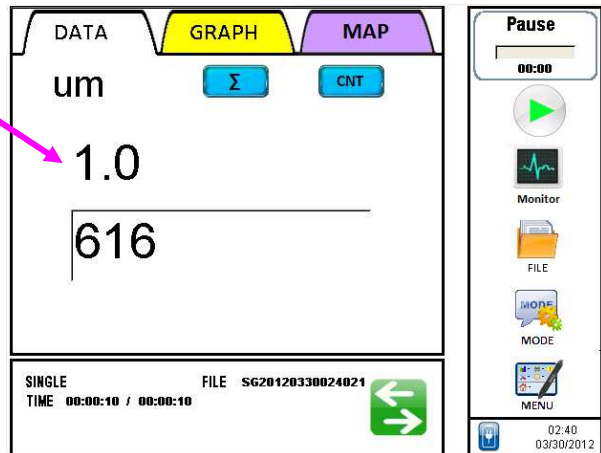 DATA GRAPH MAP
um Σ CNT
1.0
616
SINGLE FILE SG20120330024021
TIME 00:00:10 / 00:00:10
Pause
00:00
Monitor
FILE
MODE
MODE
MENU
02:40
03/30/2012